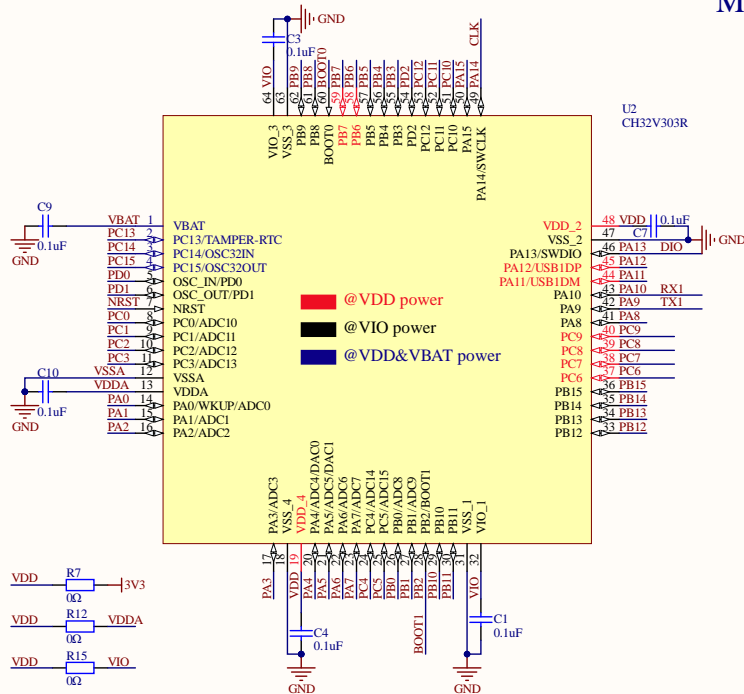 M
GND
C3
0.1uF
VIO
PB9
PB8
BOOT0
PB7
PB6
PB5
PB4
PB3
PD2
PC12
PC11
PC10
PA15
PA14
CLK
64
63
62
61
60
59
58
57
56
55
54
53
52
51
50
49
VIO_3
VSS_3
PB9
PB8
BOOT0
PB7
PB6
PB5
PB4
PB3
PD2
PC12
PC11
PC10
PA15
PA14/SWCLK
U2
CH32V303R
C9
0.1uF
GND
VBAT 1 VBAT
PC13 2 PC13/TAMPER-RTC
PC14 3 PC14/OSC32IN
PC15 4 PC15/OSC32OUT
PD0 5 OSC_IN/PD0
PD1 6 OSC_OUT/PD1
NRST 7 NRST
PC0 8 PC0/ADC10
PC1 9 PC1/ADC11
PC2 10 PC2/ADC12
PC3 11 PC3/ADC13
VSSA 12 VSSA
VDDA 13 VDDA
PA0 14 PA0/WKUP/ADC0
PA1 15 PA1/ADC1
PA2 16 PA2/ADC2
C10
0.1uF
GND
@VDD power
@VIO power
@VDD&VBAT power
VDD_2 48 VDD
C7
0.1uF
GND
VSS_2 47
PA13/SWDIO 46 PA13 DIO
PA12/USB1DP 45 PA12
PA11/USB1DM 44 PA11
PA10 43 PA10 RX1
PA9 42 PA9 TX1
PA8 41 PA8
PC9 40 PC9
PC8 39 PC8
PC7 38 PC7
PC6 37 PC6
PB15 36 PB15
PB14 35 PB14
PB13 34 PB13
PB12 33 PB12
PA3/ADC3
VSS_4
VDD_4
PA4/ADC4/DAC0
PA5/ADC5/DAC1
PA6/ADC6
PA7/ADC7
PC4/ADC14
PC5/ADC15
PB0/ADC8
PB1/ADC9
PB2/BOOT1
PB10
PB11
VSS_1
VIO_1
17
18
19
20
21
22
23
24
25
26
27
28
29
30
31
32
PA3
VDD
PA4
PA5
PA6
PA7
PC4
PC5
PB0
PB1
PB2
PB10
PB11
VIO
BOOT1
C4
0.1uF
GND
C1
0.1uF
GND
VDD R7 3V3
0Ω
VDD R12 VDDA
0Ω
VDD R15 VIO
0Ω